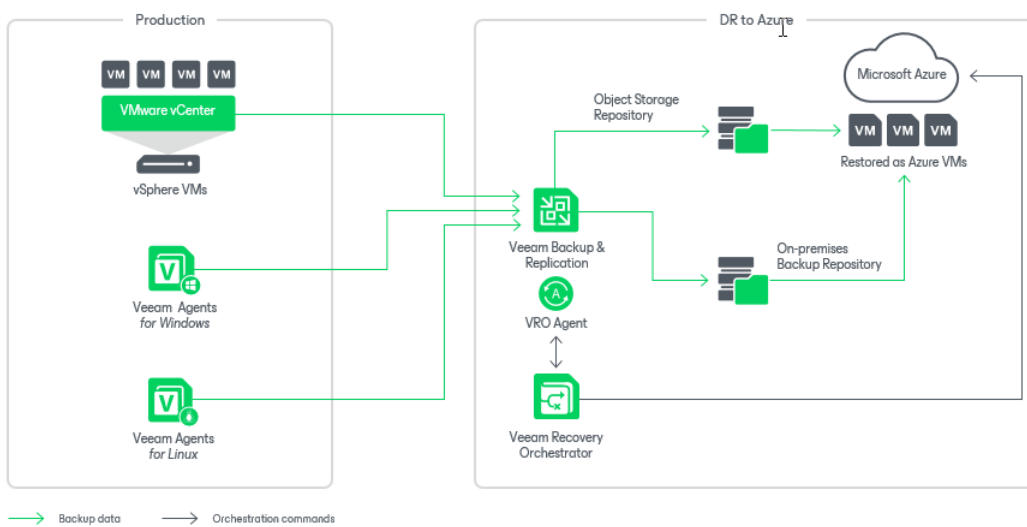 Production
DR to Azure
VM VM VM VM
VMware vCenter
vSphere VMs
Veeam Agents
for Windows
Veeam Agents
for Linux
Object Storage
Repository
Microsoft Azure
VM VM VM
Restored as Azure VMs
Veeam Backup &
Replication
On-premises
Backup Repository
A
VRO Agent
Veeam Recovery
Orchestrator
V
V
Backup data
Orchestration commands